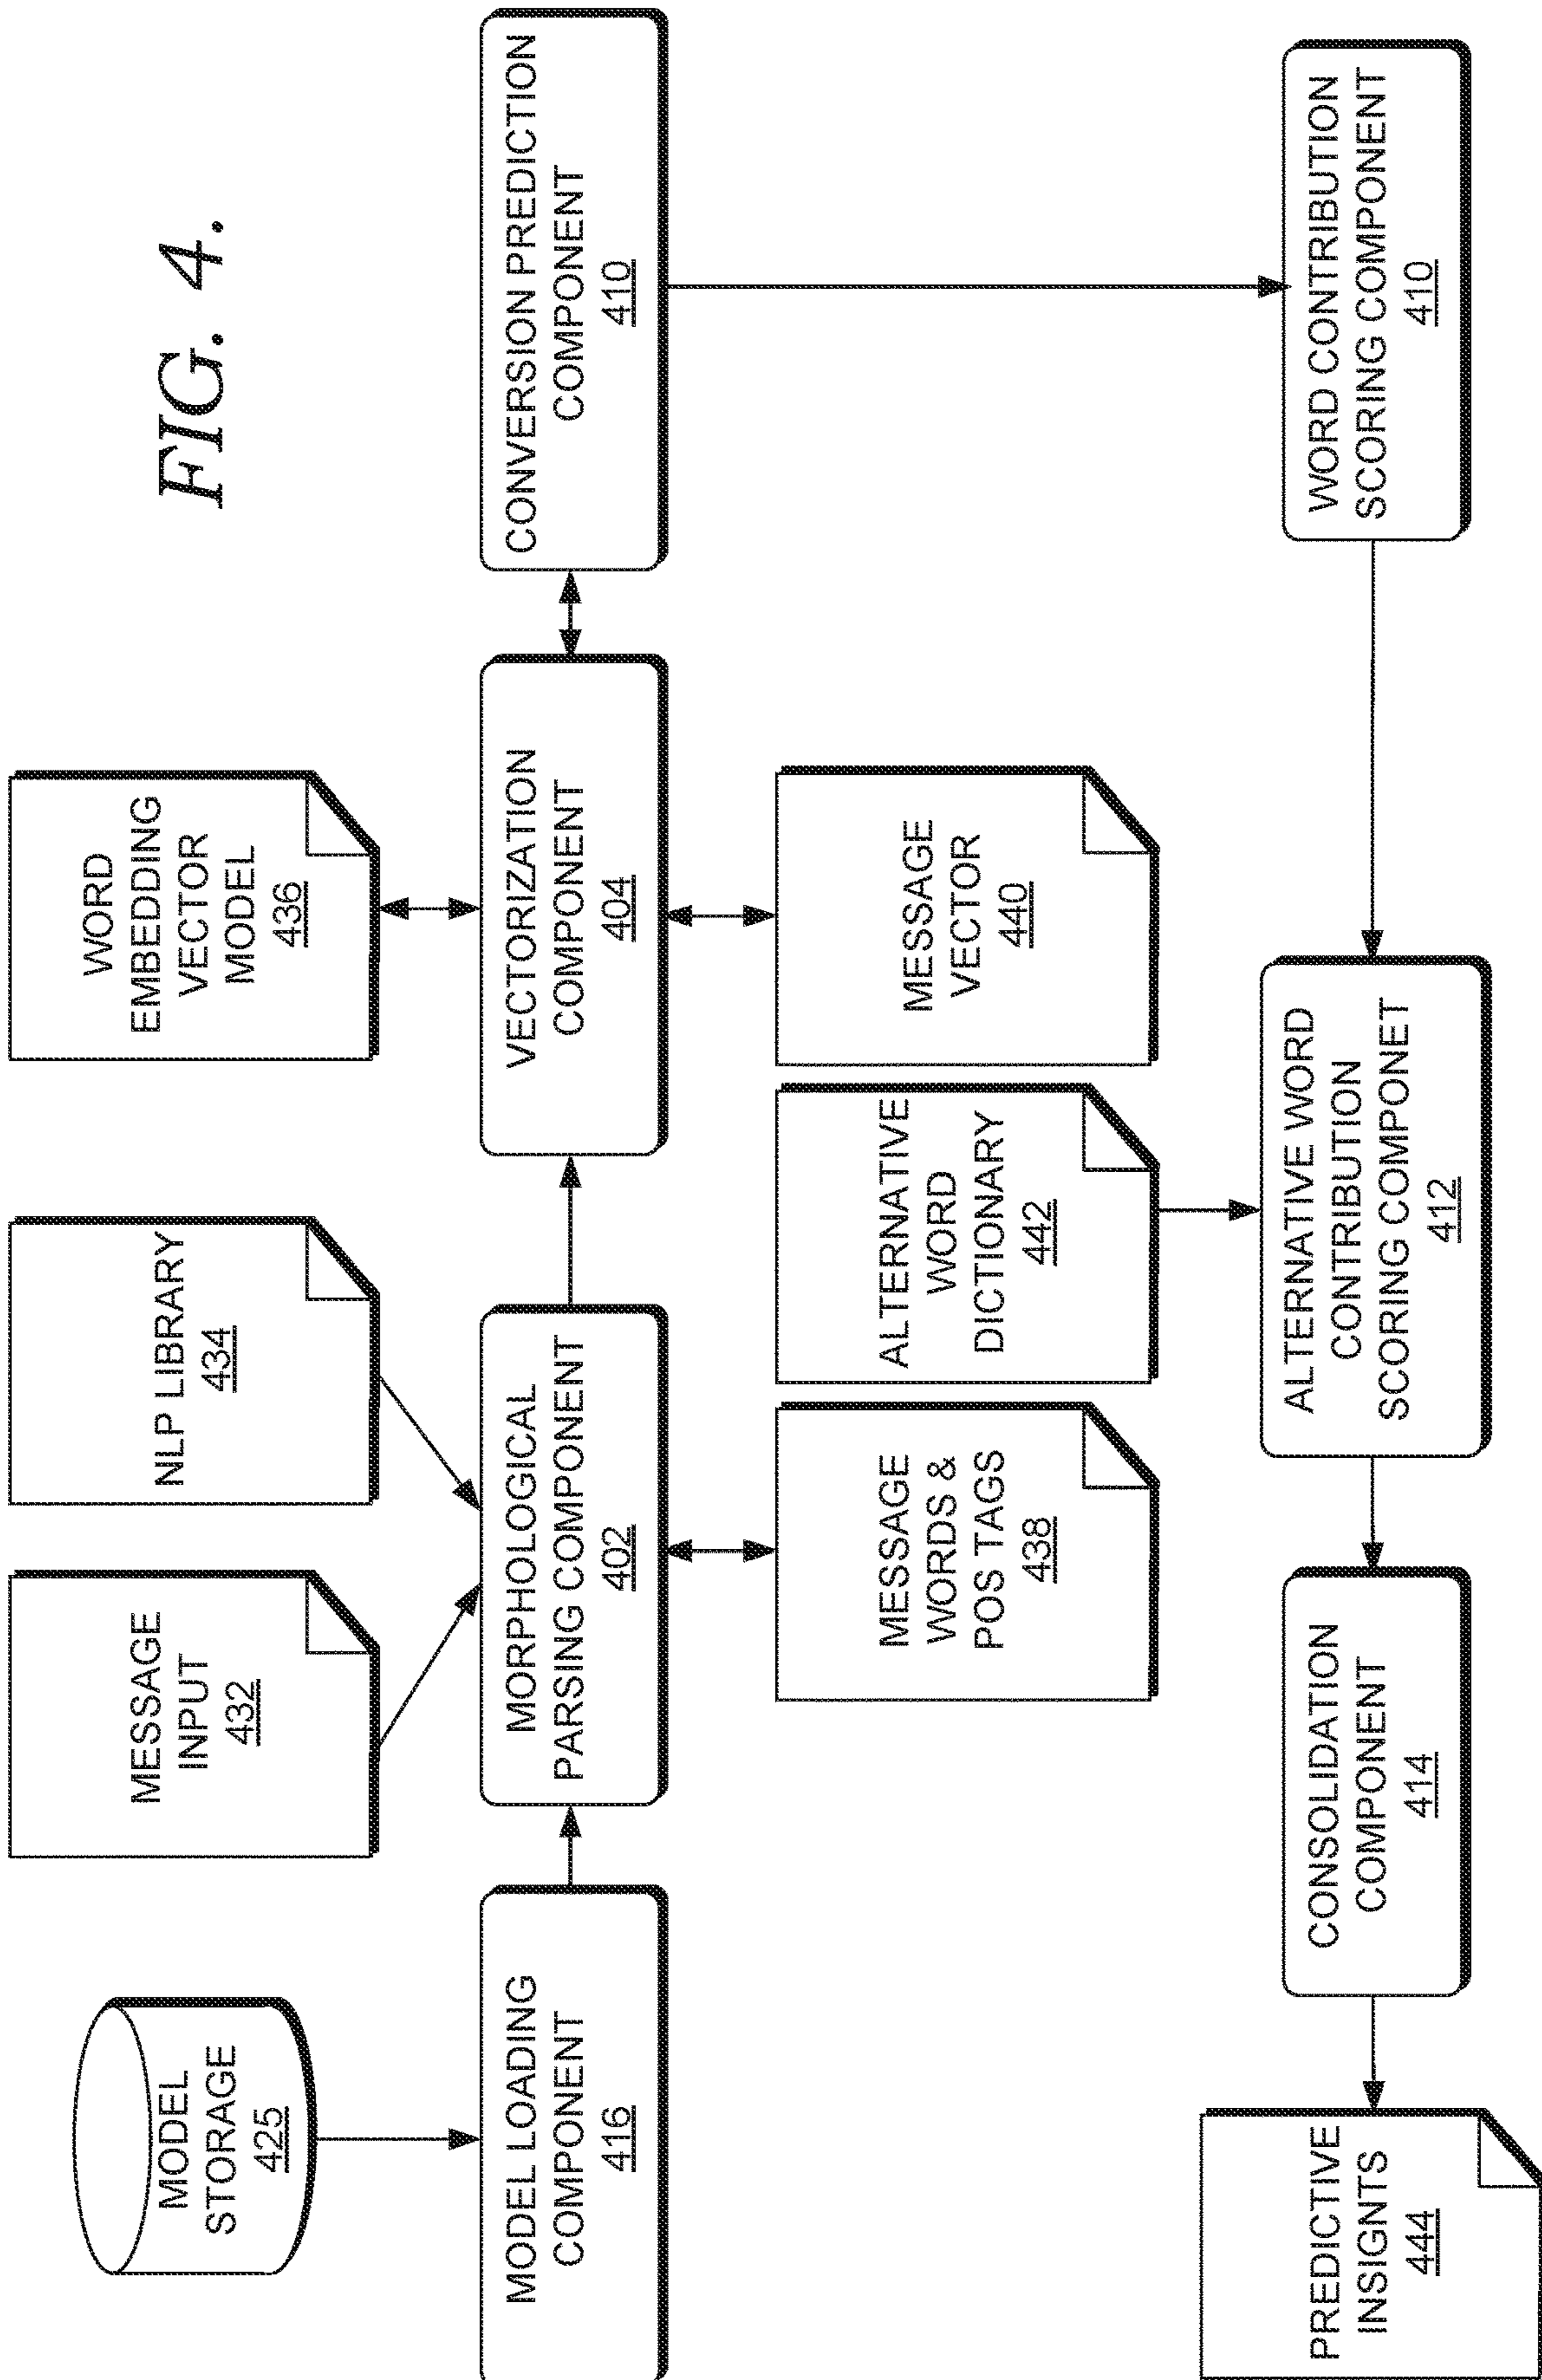 FIG. 4.
MODEL
STORAGE
425
MESSAGE
INPUT
432
NLP LIBRARY
434
WORD
EMBEDDING
VECTOR
MODEL
436
MODEL LOADING
COMPONENT
416
MORPHOLOGICAL
PARSING COMPONENT
402
VECTORIZATION
COMPONENT
404
CONVERSION PREDICTION
COMPONENT
410
MESSAGE
WORDS &
POS TAGS
438
ALTERNATIVE
WORD
DICTIONARY
442
MESSAGE
VECTOR
440
PREDICTIVE
INSIGNTS
444
CONSOLIDATION
COMPONENT
414
ALTERNATIVE WORD
CONTRIBUTION
SCORING COMPONET
412
WORD CONTRIBUTION
SCORING COMPONENT
410